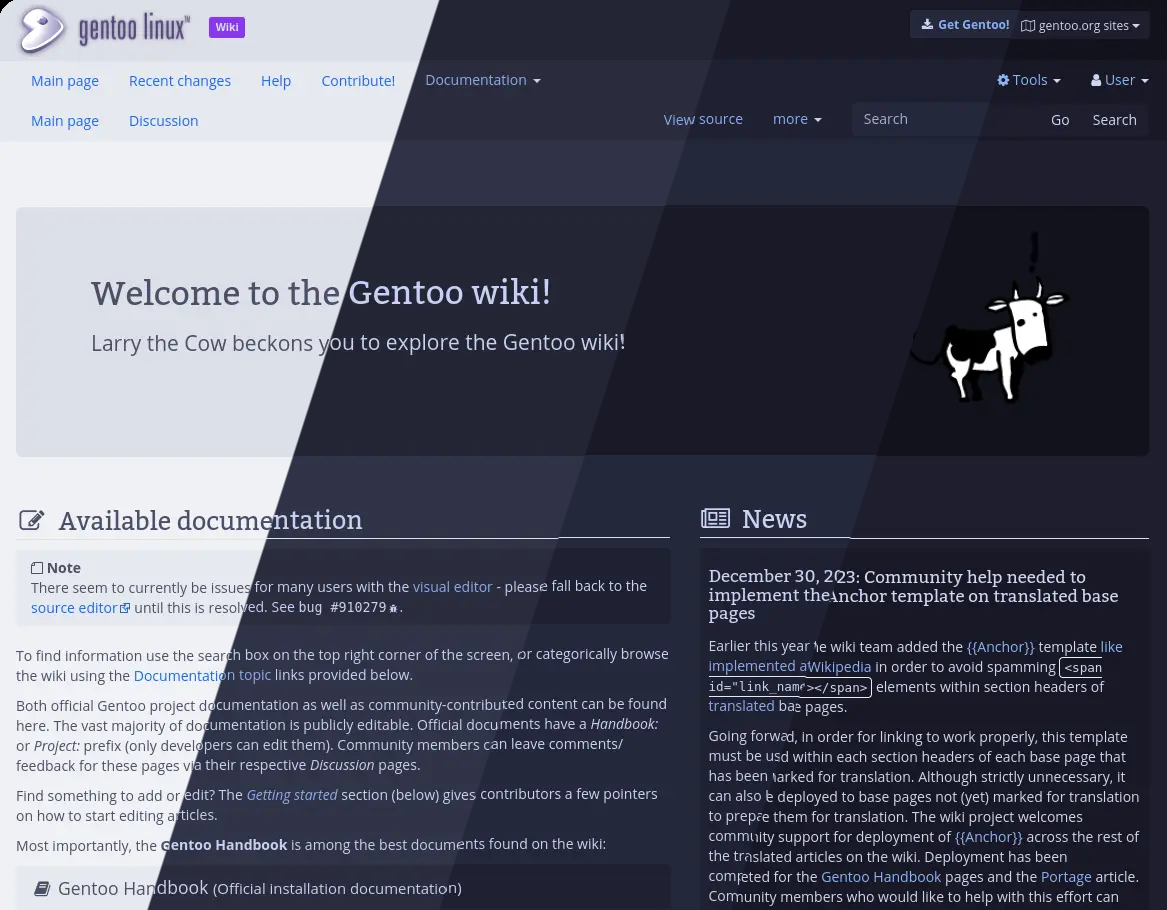 gentoo linux™ Wiki Get Gentoo! gentoo.org sites
Main page Recent changes Help Contribute! Documentation Tools User
Main page Discussion View source more Search Go Search
Welcome to the Gentoo wiki!
Larry the Cow beckons you to explore the Gentoo wiki!
Available documentation
Note
There seem to currently be issues for many users with the visual editor - please fall back to the
source editor until this is resolved. See bug #910279 .
To find information use the search box on the top right corner of the screen, or categorically browse
the wiki using the Documentation topic links provided below.
Both official Gentoo project documentation as well as community-contributed content can be found
here. The vast majority of documentation is publicly editable. Official documents have a Handbook:
or Project: prefix (only developers can edit them). Community members can leave comments/
feedback for these pages via their respective Discussion pages.
Find something to add or edit? The Getting started section (below) gives contributors a few pointers
on how to start editing articles.
Most importantly, the Gentoo Handbook is among the best documents found on the wiki:
Gentoo Handbook (Official installation documentation)
News
December 30, 2023: Community help needed to
implement the Anchor template on translated base
pages
Earlier this year the wiki team added the {{Anchor}} template like
implemented a Wikipedia in order to avoid spamming <span
id="link_name></span> elements within section headers of
translated base pages.
Going forward, in order for linking to work properly, this template
must be used within each section headers of each base page that
has been marked for translation. Although strictly unnecessary, it
can also be deployed to base pages not (yet) marked for translation
to prepare them for translation. The wiki project welcomes
community support for deployment of {{Anchor}} across the rest of
the translated articles on the wiki. Deployment has been
completed for the Gentoo Handbook pages and the Portage article.
Community members who would like to help with this effort can